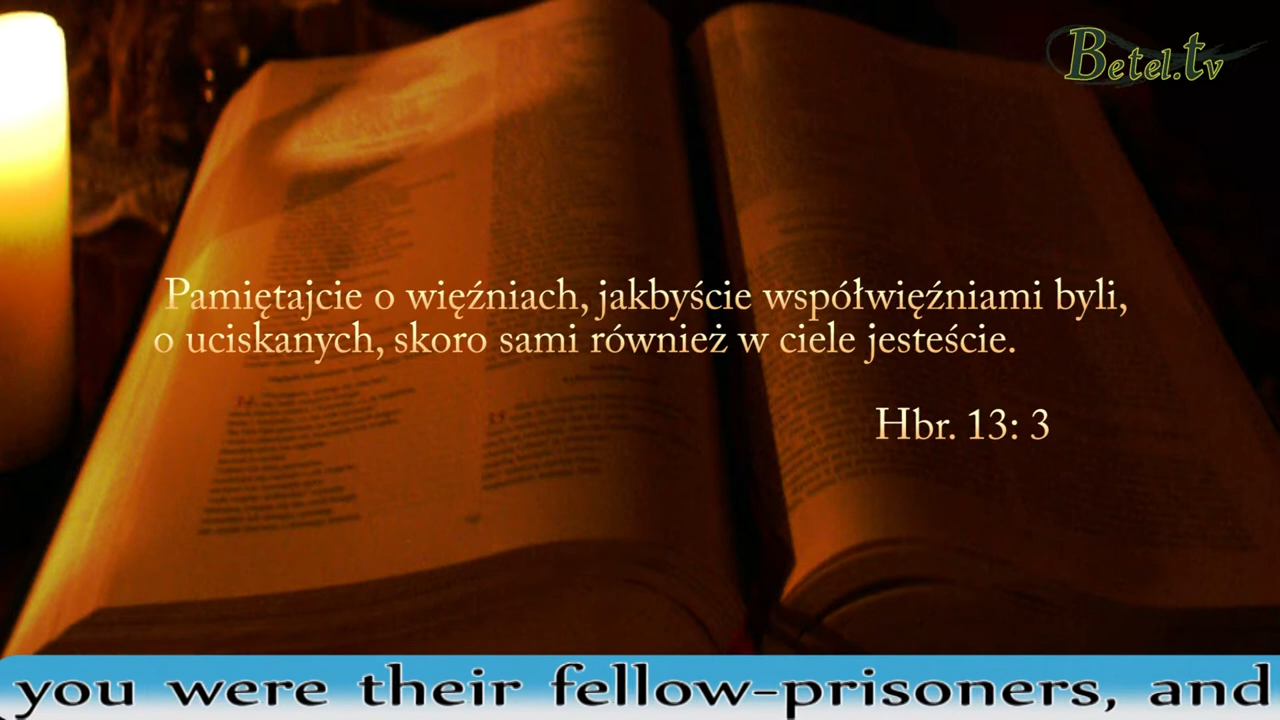 Betel.tv
Pamiętajcie o więźniach, jakbyście współwięźniami byli,
o uciskanych, skoro sami również w ciele jesteście.
Hbr. 13: 3
you were their fellow-prisoners, and